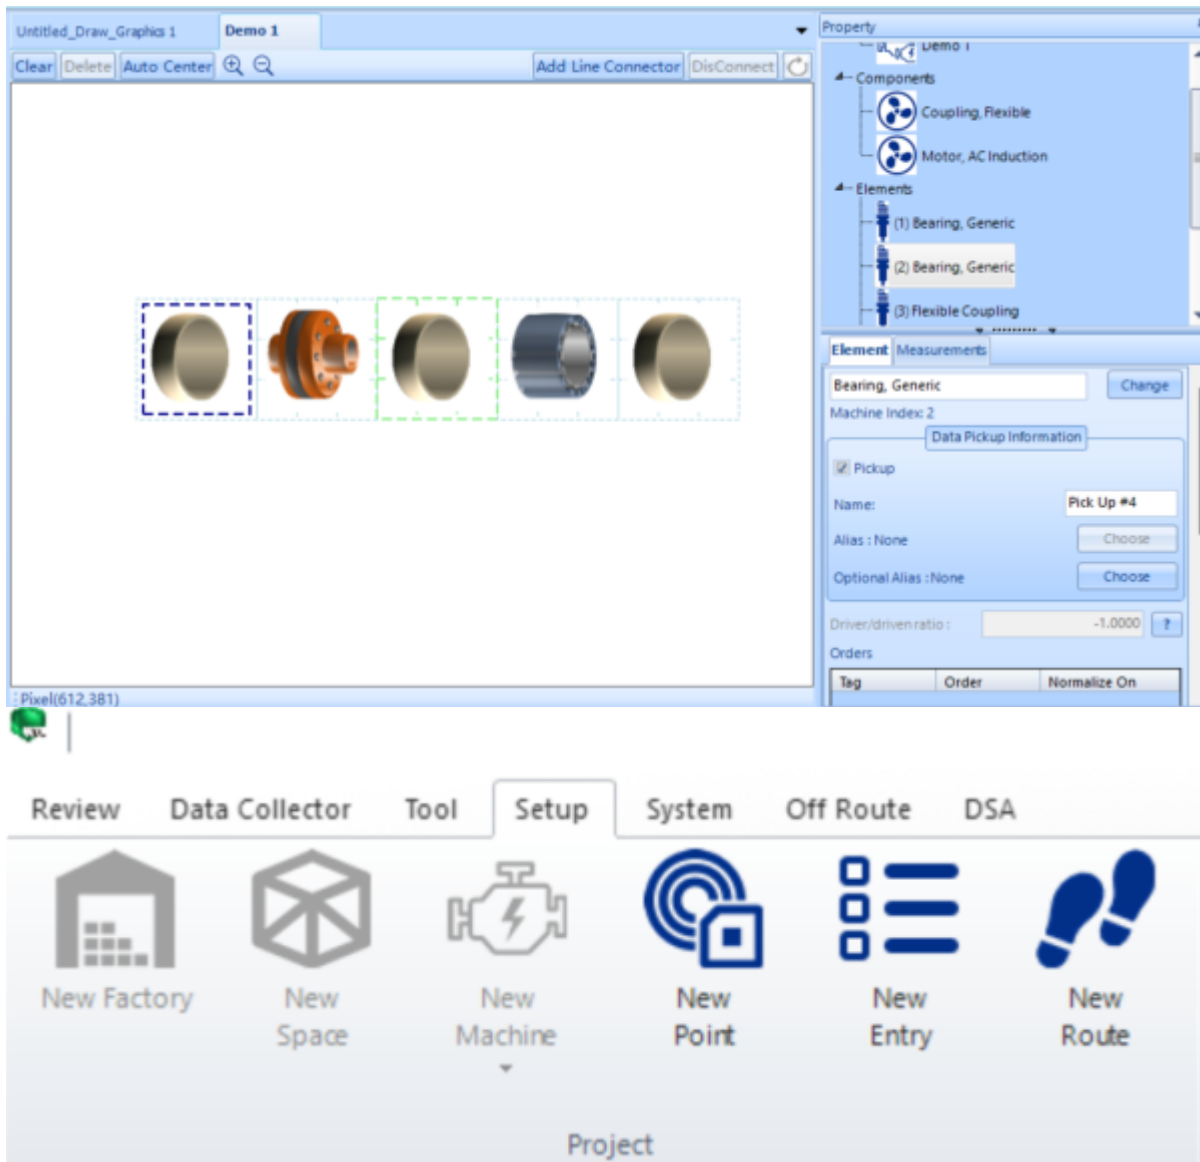 Untitled_Draw_Graphics 1
Demo 1
Clear Delete Auto Center
Add Line Connector DisConnect
Pixel(612,381)
Property
Demo 1
Components
Coupling, Flexible
Motor, AC Induction
Elements
(1) Bearing, Generic
(2) Bearing, Generic
(3) Flexible Coupling
Element Measurements
Bearing, Generic Change
Machine Index: 2
Data Pickup Information
Pickup
Name: Pick Up #4
Alias : None Choose
Optional Alias : None Choose
Driver/driven ratio : -1.0000 ?
Orders
Tag Order Normalize On
Review Data Collector Tool Setup System Off Route DSA
New Factory
New
Space
New
Machine
New
Point
New
Entry
New
Route
Project